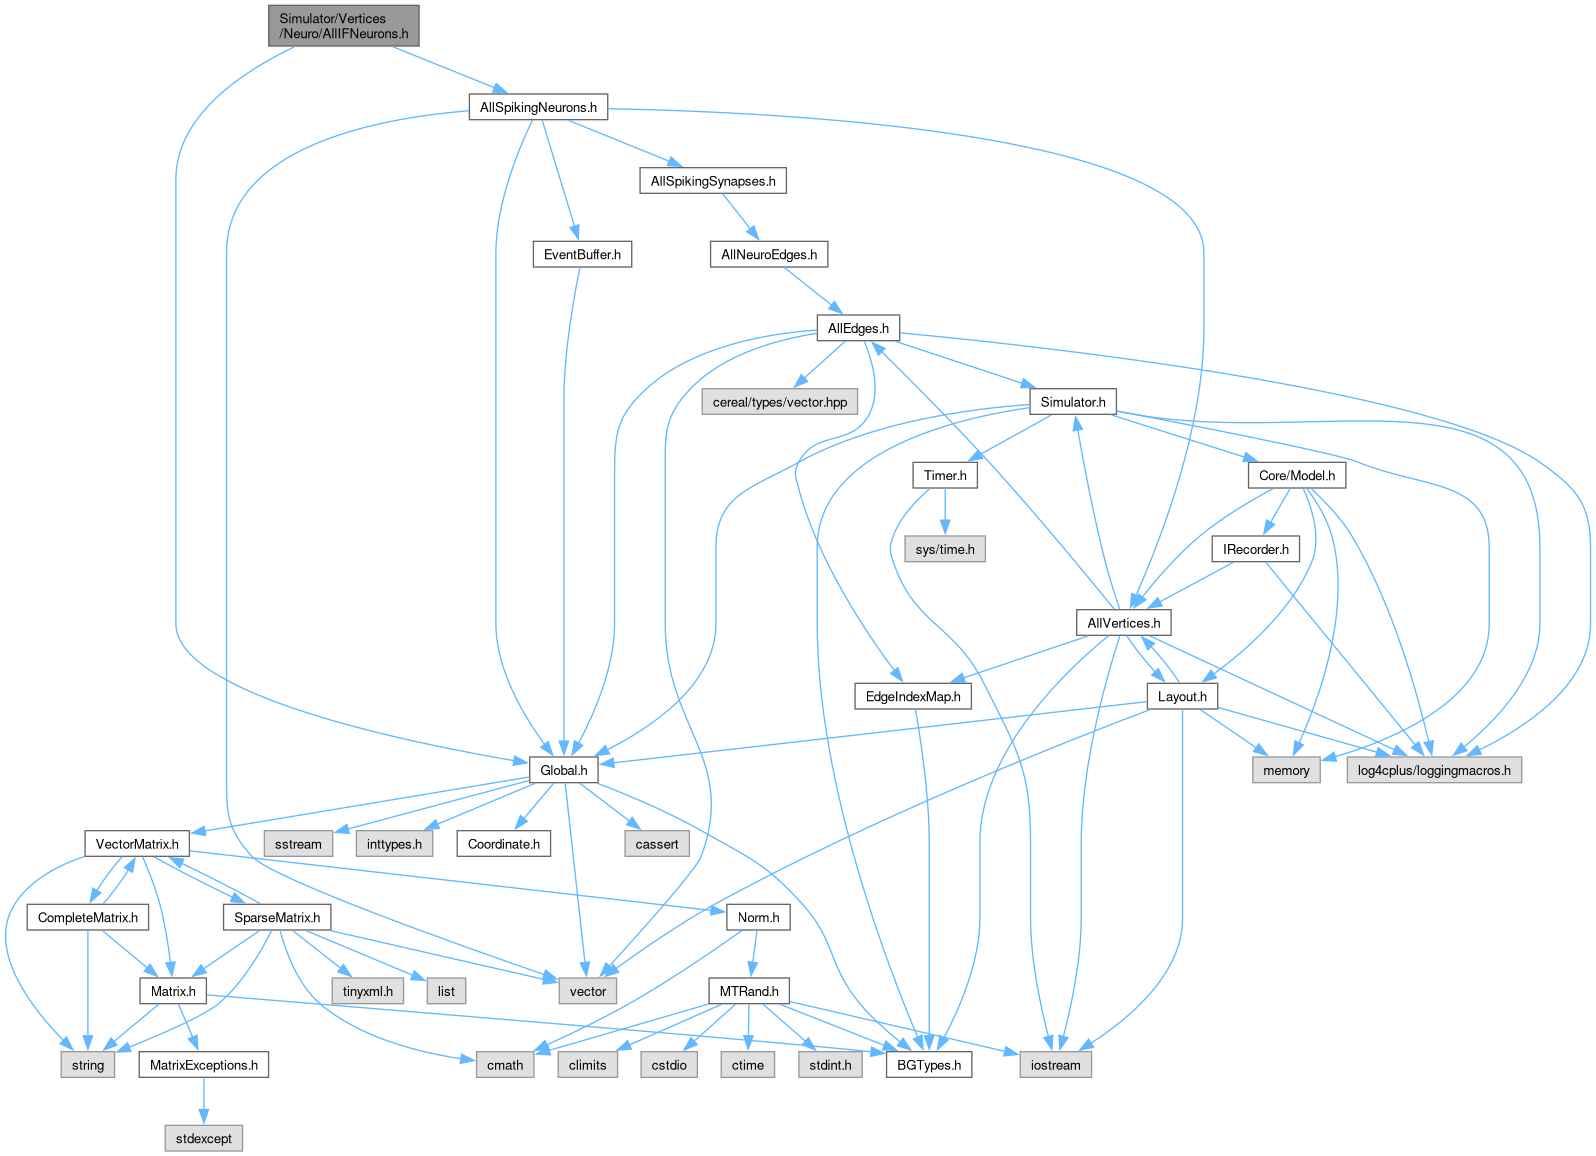 Simulator/Vertices
/Neuro/AllIFNeurons.h
AllSpikingNeurons.h
AllSpikingSynapses.h
EventBuffer.h
AllNeuroEdges.h
AllEdges.h
cereal/types/vector.hpp
Simulator.h
Timer.h
Core/Model.h
sys/time.h
IRecorder.h
AllVertices.h
EdgeIndexMap.h
Layout.h
Global.h
memory
log4cplus/loggingmacros.h
VectorMatrix.h
sstream
inttypes.h
Coordinate.h
cassert
CompleteMatrix.h
SparseMatrix.h
Norm.h
Matrix.h
tinyxml.h
list
vector
MTRand.h
string
MatrixExceptions.h
cmath
climits
cstdio
ctime
stdint.h
BGTypes.h
iostream
stdexcept